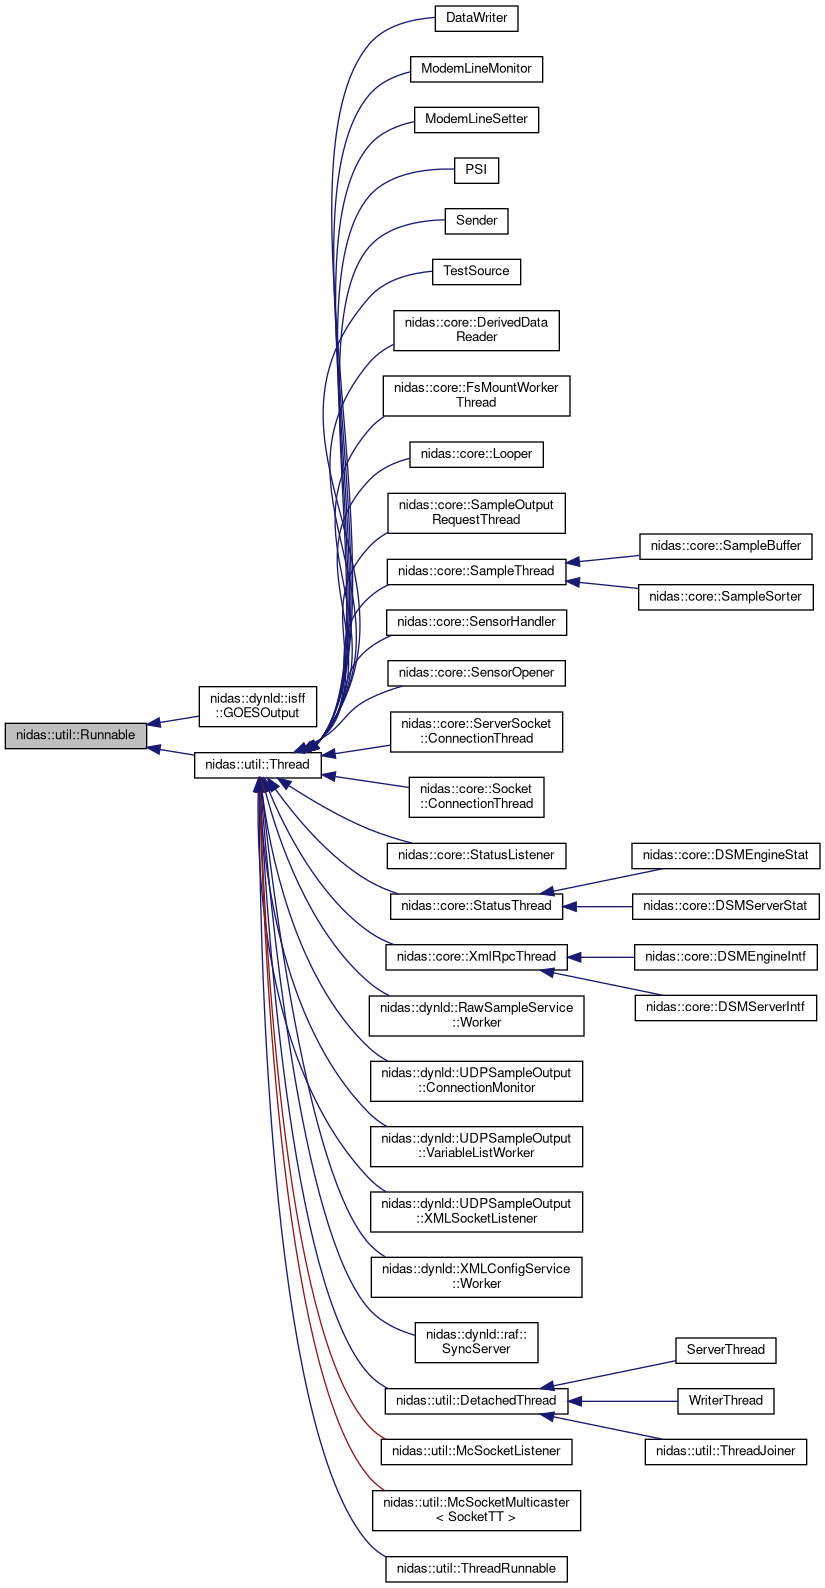 DataWriter
ModemLineMonitor
ModemLineSetter
PSI
Sender
TestSource
nidas::core::DerivedData
Reader
nidas::core::FsMountWorker
Thread
nidas::core::Looper
nidas::core::SampleOutput
RequestThread
nidas::core::SampleThread
nidas::core::SampleBuffer
nidas::core::SampleSorter
nidas::core::SensorHandler
nidas::core::SensorOpener
nidas::dynld::isff
::GOESOutput
nidas::util::Runnable
nidas::util::Thread
nidas::core::ServerSocket
::ConnectionThread
nidas::core::Socket
::ConnectionThread
nidas::core::StatusListener
nidas::core::StatusThread
nidas::core::DSMEngineStat
nidas::core::DSMServerStat
nidas::core::XmlRpcThread
nidas::core::DSMEngineIntf
nidas::core::DSMServerIntf
nidas::dynld::RawSampleService
::Worker
nidas::dynld::UDPSampleOutput
::ConnectionMonitor
nidas::dynld::UDPSampleOutput
::VariableListWorker
nidas::dynld::UDPSampleOutput
::XMLSocketListener
nidas::dynld::XMLConfigService
::Worker
nidas::dynld::raf::
SyncServer
nidas::util::DetachedThread
ServerThread
WriterThread
nidas::util::ThreadJoiner
nidas::util::McSocketListener
nidas::util::McSocketMulticaster
< SocketTT >
nidas::util::ThreadRunnable